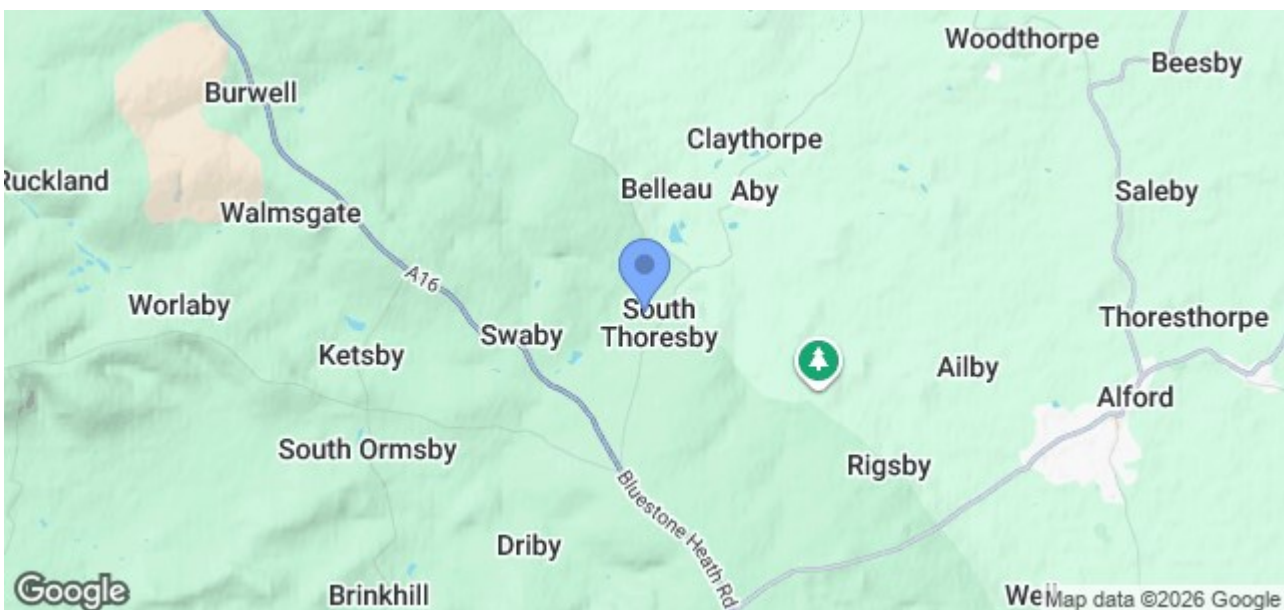 Woodthorpe
Beesby
Burwell
Claythorpe
Ruckland
Belleau
Aby
Saleby
Walmsgate
A16
Worlaby
South
Thoresby
Thoresthorpe
Swaby
Ketsby
Ailby
Alford
South Ormsby
Rigsby
Bluestone Heath Rd
Driby
Brinkhill
Google
Map data ©2026 Google